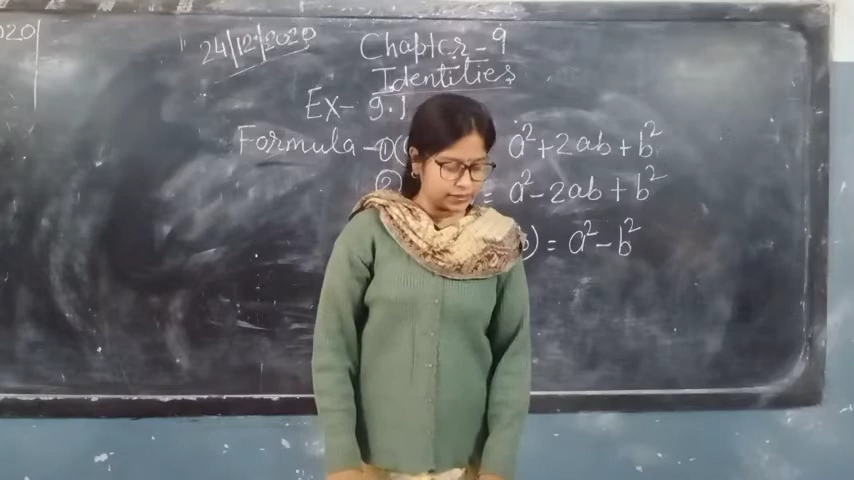 020
24/12/2020
Chapter-9
Identities
Ex- 9.1
Formula-① ( a²+2ab+b²
② = a²-2ab+b²
) = a²-b²